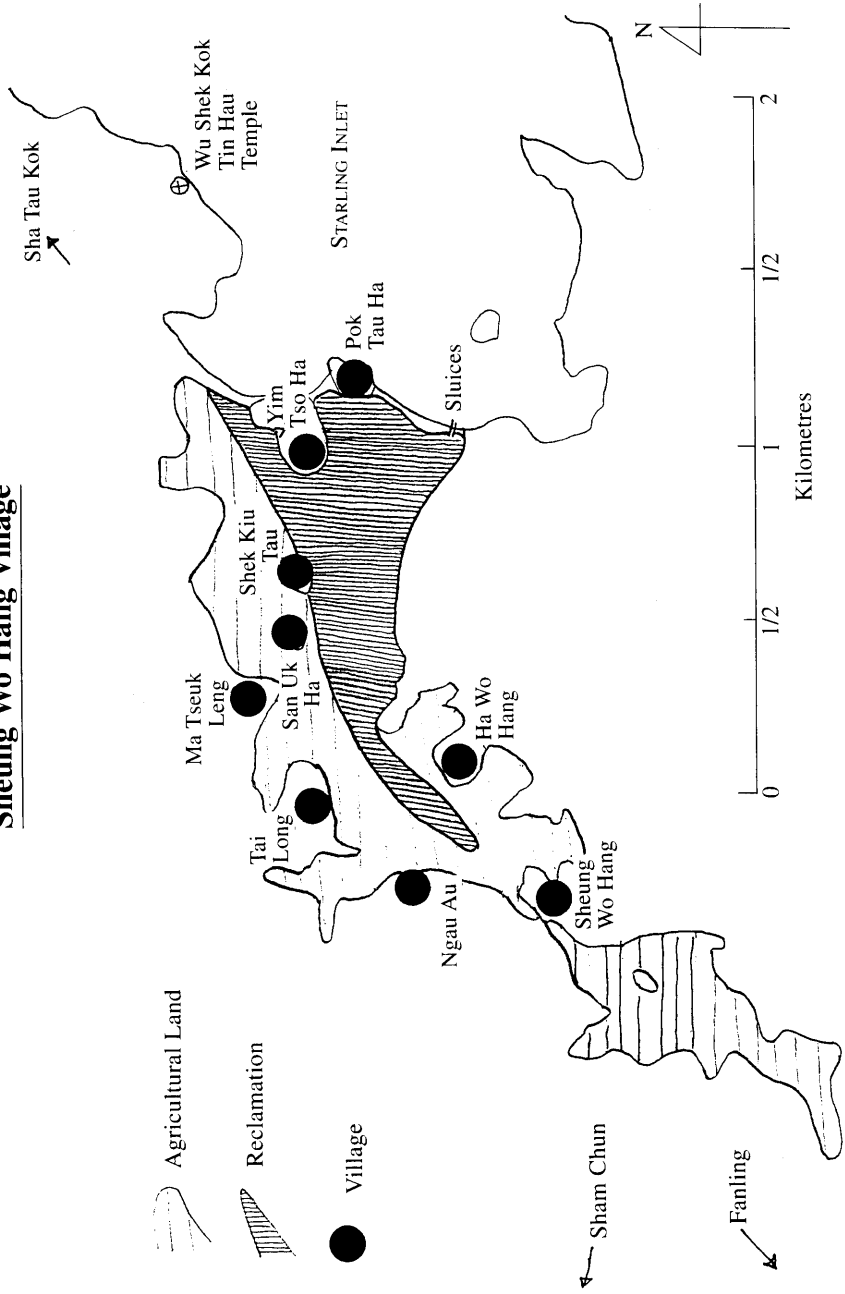 Sheung Wo Hang Village
Agricultural Land
Reclamation
Village
Sha Tau Kok
Wu Shek Kok
Tin Hau
Temple
STARLING INLET
Pok
Tau Ha
Yim
Tso Ha
Sluices
Shek Kiu
Tau
San Uk
Ha
Ma Tseuk
Leng
Tai
Long
Ngau Au
Ha Wo
Hang
Sheung
Wo Hang
Sham Chun
Fanling
N
0 1/2 1 1/2 2
Kilometres